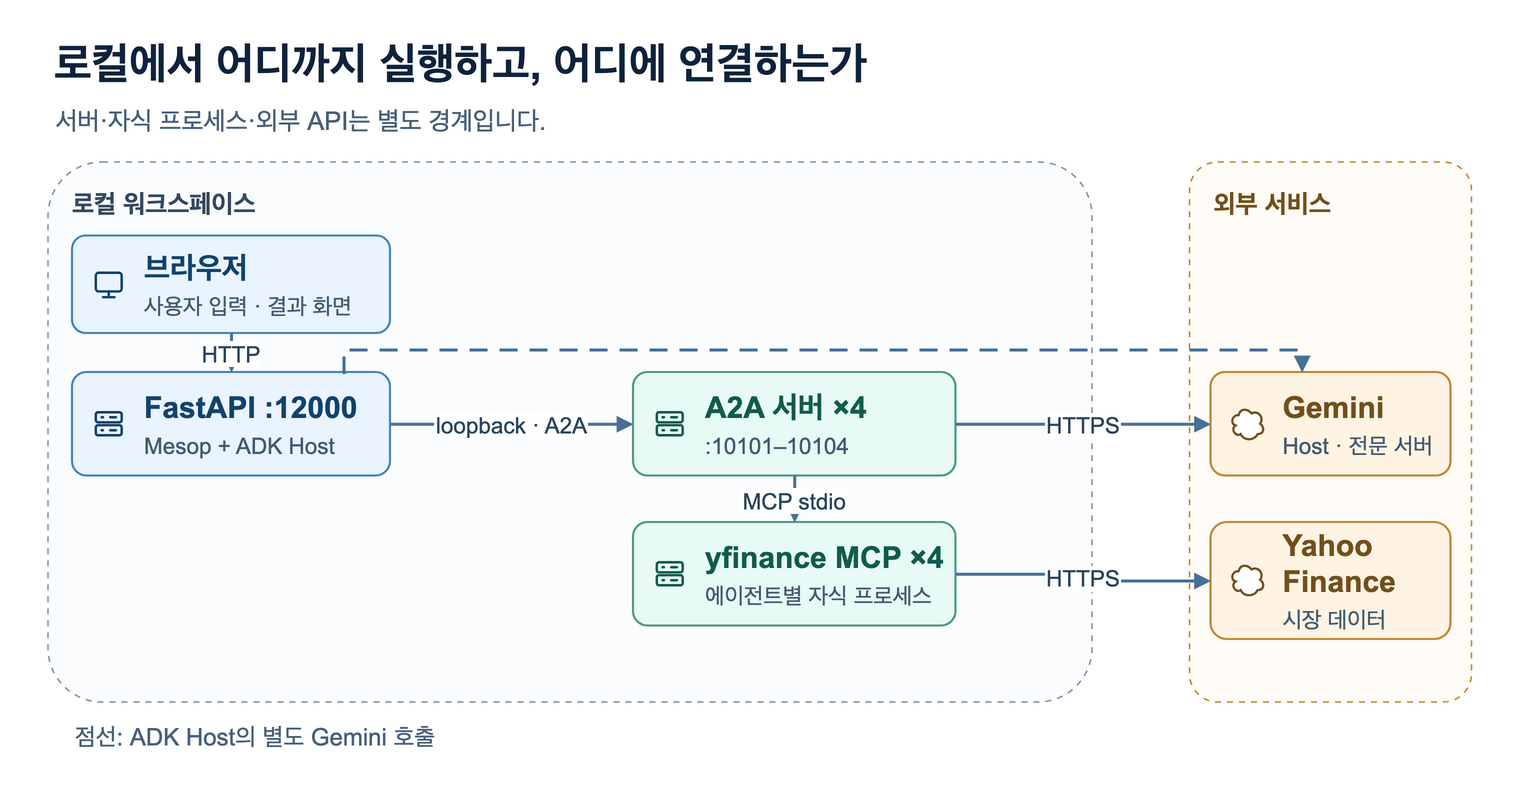 로컬에서 어디까지 실행하고, 어디에 연결하는가
서버·자식 프로세스·외부 API는 별도 경계입니다.
로컬 워크스페이스
외부 서비스
브라우저
사용자 입력 · 결과 화면
HTTP
FastAPI :12000
Mesop + ADK Host
loopback · A2A
A2A 서버 ×4
:10101–10104
HTTPS
Gemini
Host · 전문 서버
MCP stdio
yfinance MCP ×4
에이전트별 자식 프로세스
HTTPS
Yahoo
Finance
시장 데이터
점선: ADK Host의 별도 Gemini 호출